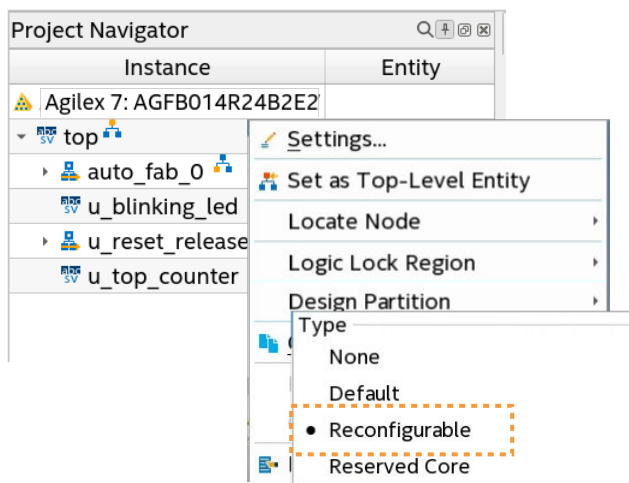 Project Navigator
Instance Entity
Agilex 7: AGFB014R24B2E2
top
auto_fab_0
u_blinking_led
u_reset_release
u_top_counter
Settings...
Set as Top-Level Entity
Locate Node
Logic Lock Region
Design Partition
Type
None
Default
Reconfigurable
Reserved Core